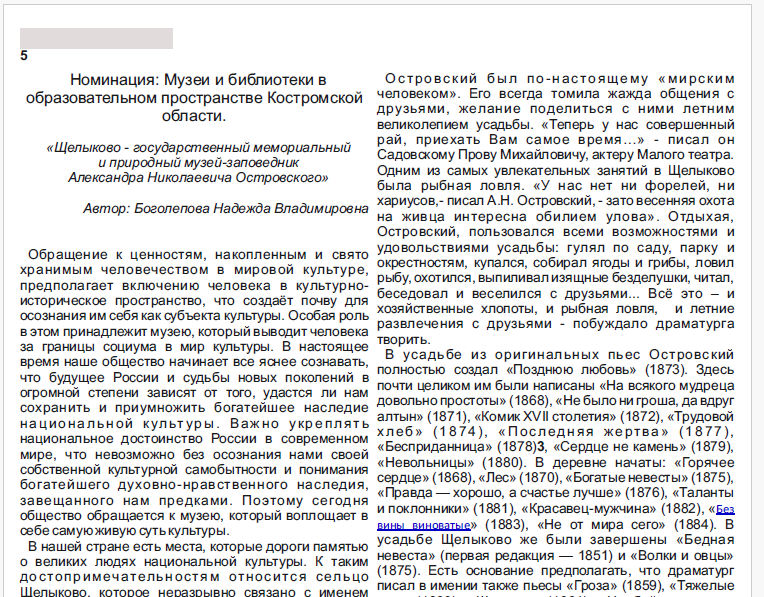 5
Номинация: Музеи и библиотеки в
образовательном пространстве Костромской
области.
«Щелыково - государственный мемориальный
и природный музей-заповедник
Александра Николаевича Островского»
Автор: Боголепова Надежда Владимировна
Обращение к ценностям, накопленным и свято
хранимым человечеством в мировой культуре,
предполагает включению человека в культурно-
историческое пространство, что создаёт почву для
осознания им себя как субъекта культуры. Особая роль
в этом принадлежит музею, который выводит человека
за границы социума в мир культуры. В настоящее
время наше общество начинает все яснее сознавать,
что будущее России и судьбы новых поколений в
огромной степени зависят от того, удастся ли нам
сохранить и приумножить богатейшее наследие
национальной культуры. Важно укреплять
национальное достоинство России в современном
мире, что невозможно без осознания нами своей
собственной культурной самобытности и понимания
богатейшего духовно-нравственного наследия,
завещанного нам предками. Поэтому сегодня
общество обращается к музею, который воплощает в
себе самую живую суть культуры.
В нашей стране есть места, которые дороги памятью
о великих людях национальной культуры. К таким
достопримечательностям относится сельцо
Щелыково, которое неразрывно связано с именем
Островский был по-настоящему «мирским
человеком». Его всегда томила жажда общения с
друзьями, желание поделиться с ними летним
великолепием усадьбы. «Теперь у нас совершенный
рай, приехать Вам самое время…» - писал он
Садовскому Прову Михайловичу, актеру Малого театра.
Одним из самых увлекательных занятий в Щелыково
была рыбная ловля. «У нас нет ни форелей, ни
хариусов,- писал А.Н. Островский, - зато весенняя охота
на живца интересна обилием улова». Отдыхая,
Островский, пользовался всеми возможностями и
удовольствиями усадьбы: гулял по саду, парку и
окрестностям, купался, собирал ягоды и грибы, ловил
рыбу, охотился, выпиливал изящные безделушки, читал,
беседовал и веселился с друзьями... Всё это – и
хозяйственные хлопоты, и рыбная ловля, и летние
развлечения с друзьями - побуждало драматурга
творить.
В усадьбе из оригинальных пьес Островский
полностью создал «Позднюю любовь» (1873). Здесь
почти целиком им были написаны «На всякого мудреца
довольно простоты» (1868), «Не было ни гроша, да вдруг
алтын» (1871), «Комик XVII столетия» (1872), «Трудовой
хлеб» (1874), «Последняя жертва» (1877),
«Бесприданница» (1878)3, «Сердце не камень» (1879),
«Невольницы» (1880). В деревне начаты: «Горячее
сердце» (1868), «Лес» (1870), «Богатые невесты» (1875),
«Правда — хорошо, а счастье лучше» (1876), «Таланты
и поклонники» (1881), «Красавец-мужчина» (1882), «Без
вины виноватые» (1883), «Не от мира сего» (1884). В
усадьбе Щелыково же были завершены «Бедная
невеста» (первая редакция — 1851) и «Волки и овцы»
(1875). Есть основание предполагать, что драматург
писал в имении также пьесы «Гроза» (1859), «Тяжелые